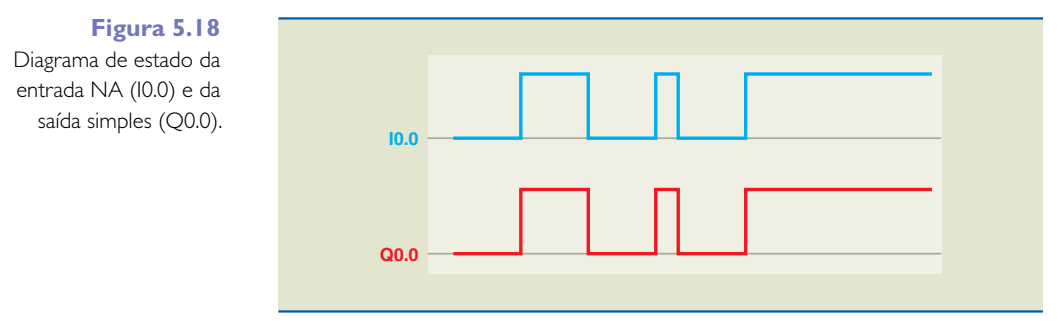 Figura 5.18
Diagrama de estado da
entrada NA (I0.0) e da
saída simples (Q0.0).
I0.0
Q0.0